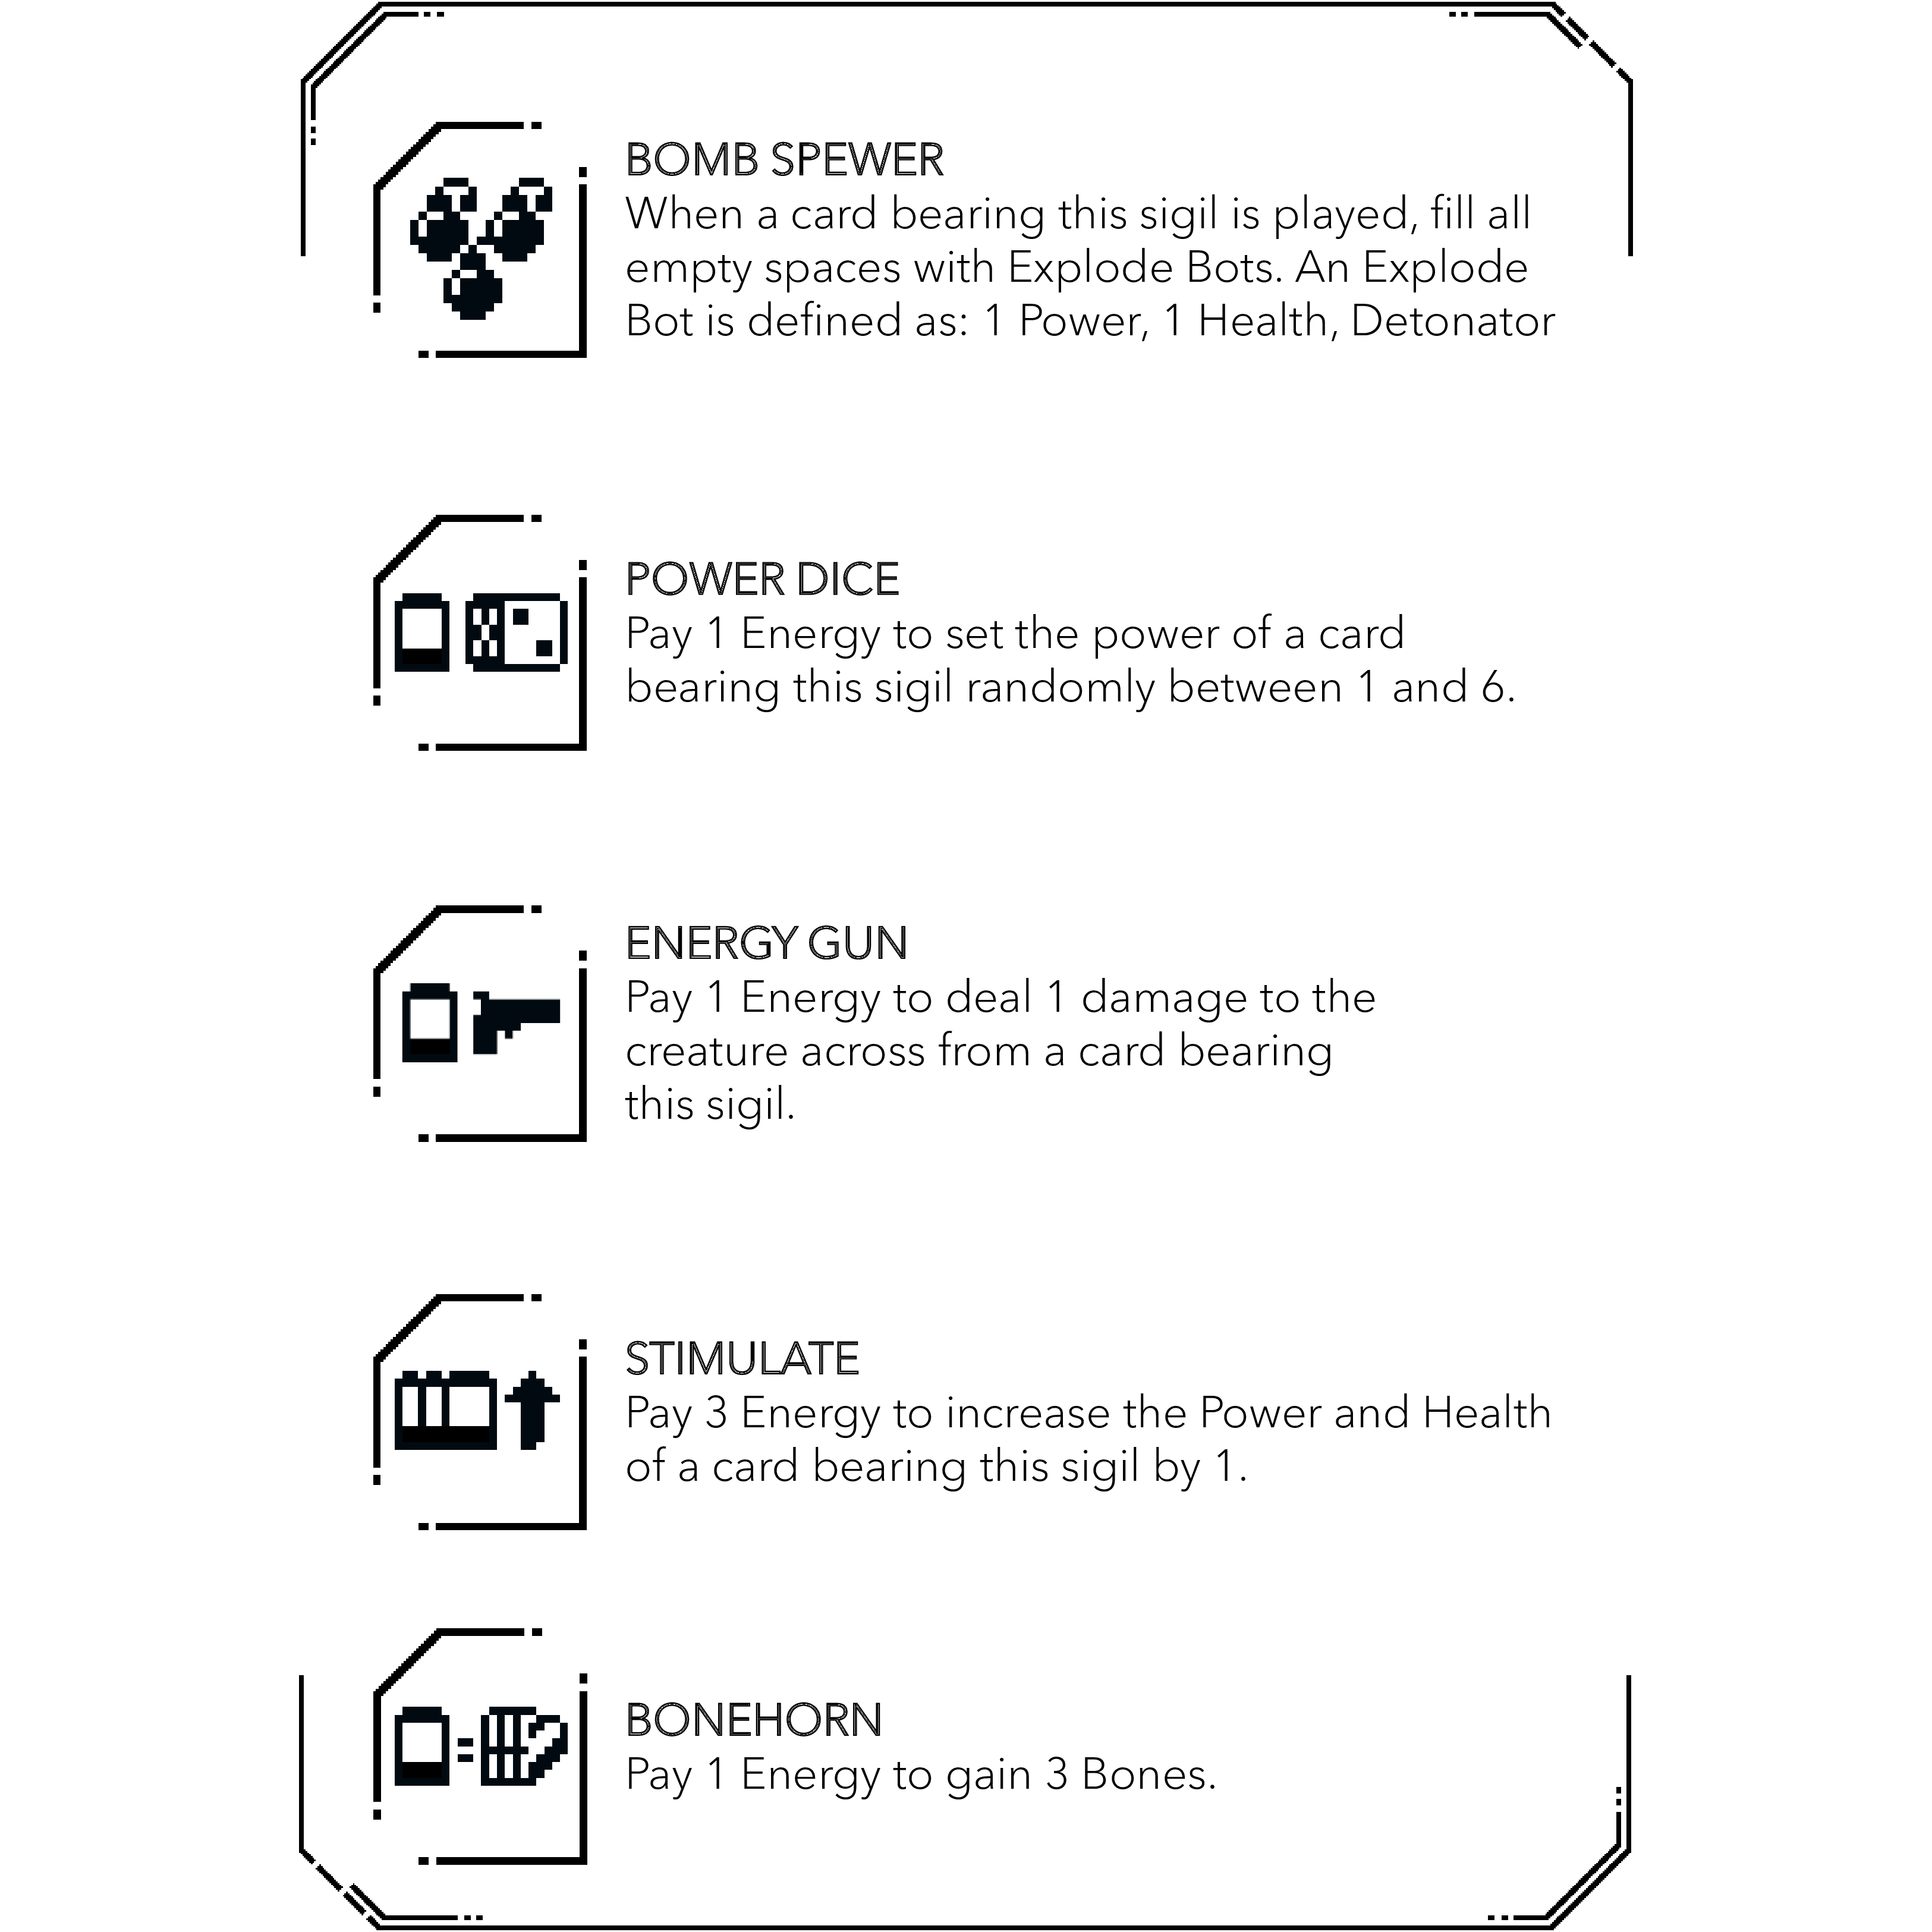 BOMB SPEWER
When a card bearing this sigil is played, fill all
empty spaces with Explode Bots. An Explode
Bot is defined as: 1 Power, 1 Health, Detonator
POWER DICE
Pay 1 Energy to set the power of a card
bearing this sigil randomly between 1 and 6.
ENERGY GUN
Pay 1 Energy to deal 1 damage to the
creature across from a card bearing
this sigil.
STIMULATE
Pay 3 Energy to increase the Power and Health
of a card bearing this sigil by 1.
BONEHORN
Pay 1 Energy to gain 3 Bones.